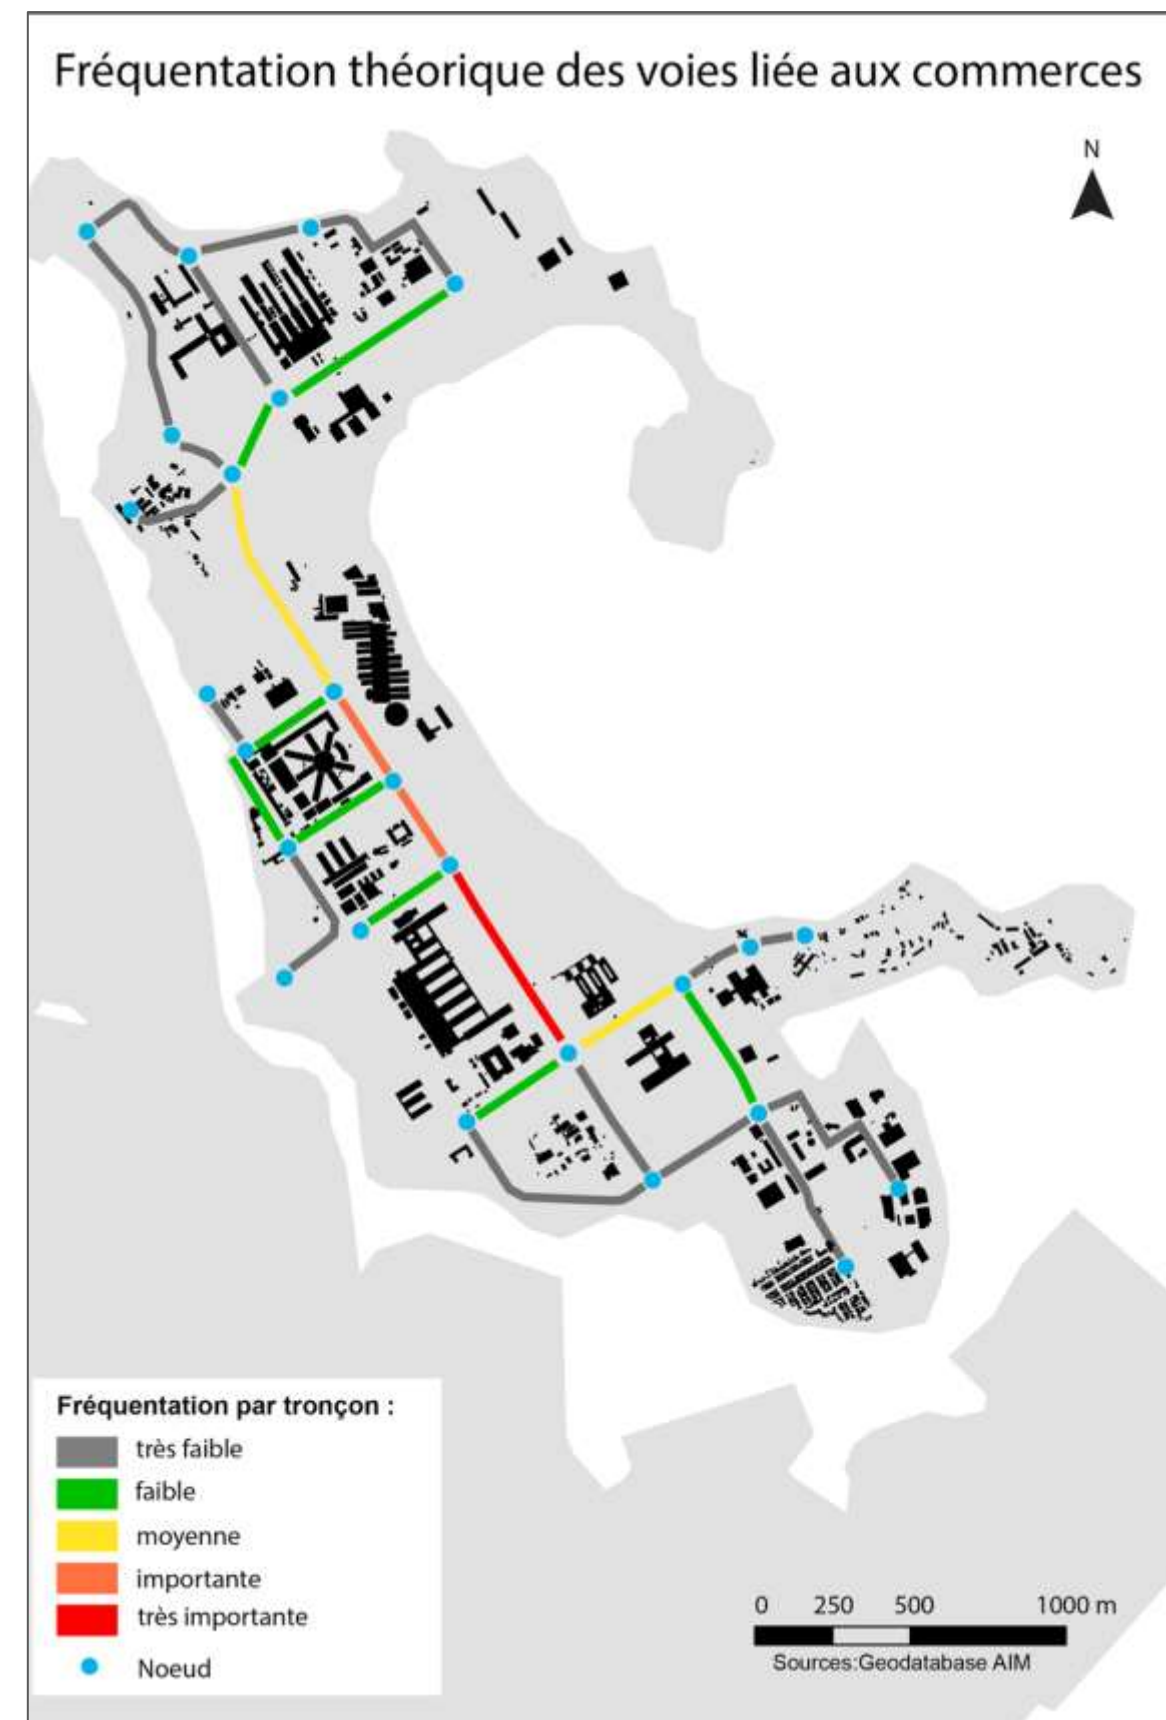 Fréquentation théorique des voies liée aux commerces
N
Fréquentation par tronçon :
très faible
faible
moyenne
importante
très importante
Noeud
0 250 500 1000 m
Sources:Geodatabase AIM